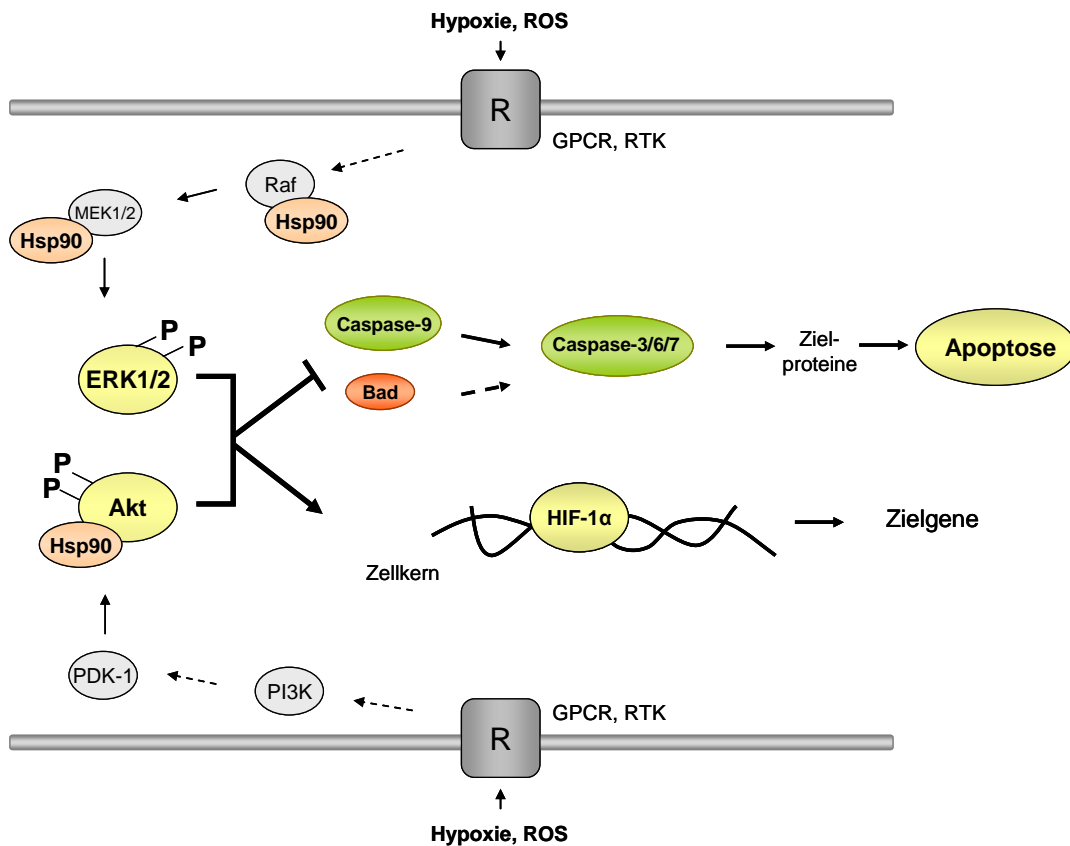 Hypoxie, ROS
R
GPCR, RTK
Raf
Hsp90
MEK1/2
Hsp90
P
P
ERK1/2
Caspase-9
Bad
Caspase-3/6/7
Ziel-
proteine
Apoptose
P
P
Akt
Hsp90
HIF-1α
Zielgene
Zellkern
PDK-1
PI3K
GPCR, RTK
R
Hypoxie, ROS